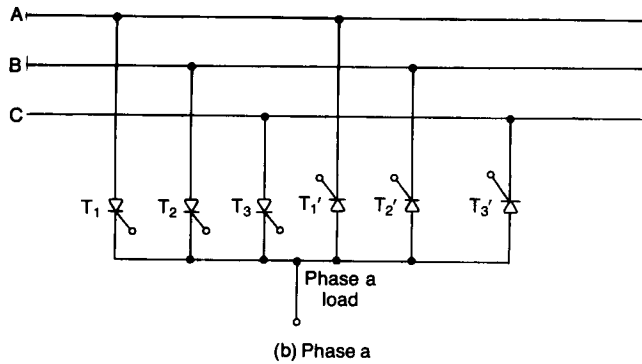 A
B
C
T1 T2 T3 T1′ T2′ T3′
Phase a
load
(b) Phase a